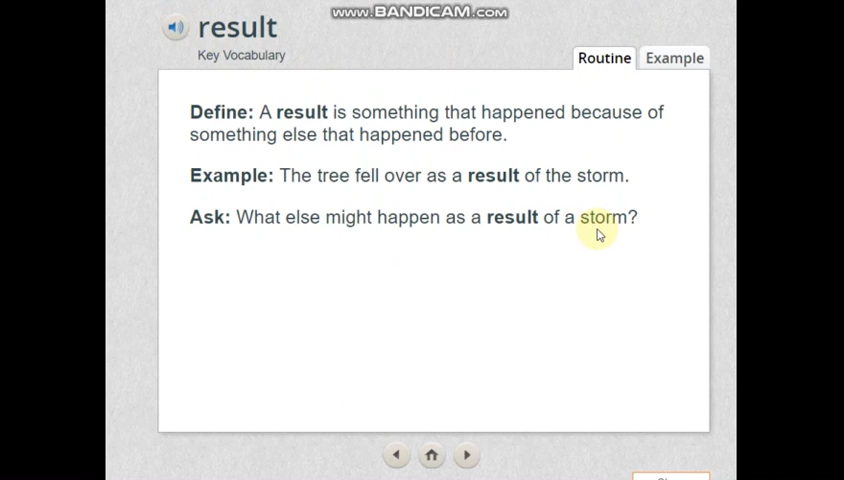 www.BANDICAM.com
result
Key Vocabulary
Routine
Example
Define: A result is something that happened because of
something else that happened before.
Example: The tree fell over as a result of the storm.
Ask: What else might happen as a result of a storm?